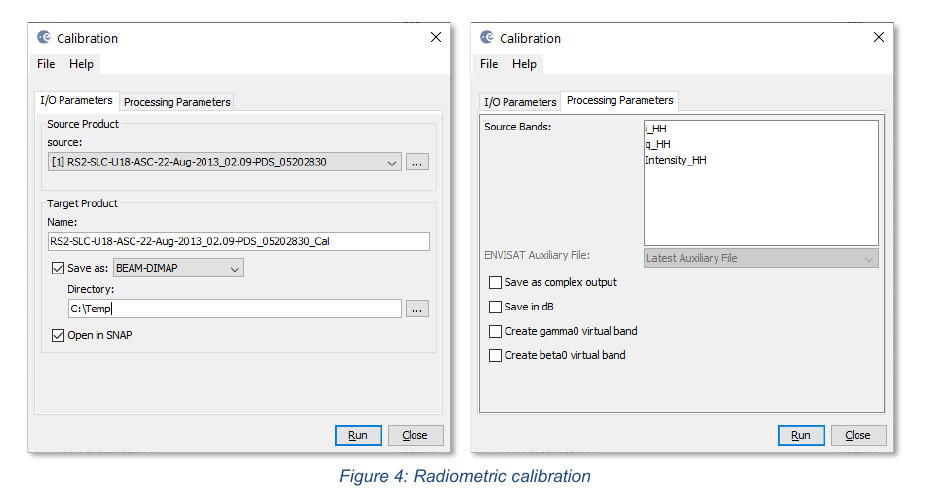 Calibration
File Help
I/O Parameters Processing Parameters
Source Product
source:
[1] RS2-SLC-U18-ASC-22-Aug-2013_02.09-PDS_05202830
...
Target Product
Name:
RS2-SLC-U18-ASC-22-Aug-2013_02.09-PDS_05202830_Cal
Save as: BEAM-DIMAP
Directory:
C:\Temp
...
Open in SNAP
Run Close
Calibration
File Help
I/O Parameters Processing Parameters
Source Bands:
i_HH
q_HH
Intensity_HH
ENVISAT Auxiliary File: Latest Auxiliary File
Save as complex output
Save in dB
Create gamma0 virtual band
Create beta0 virtual band
Run Close
Figure 4: Radiometric calibration